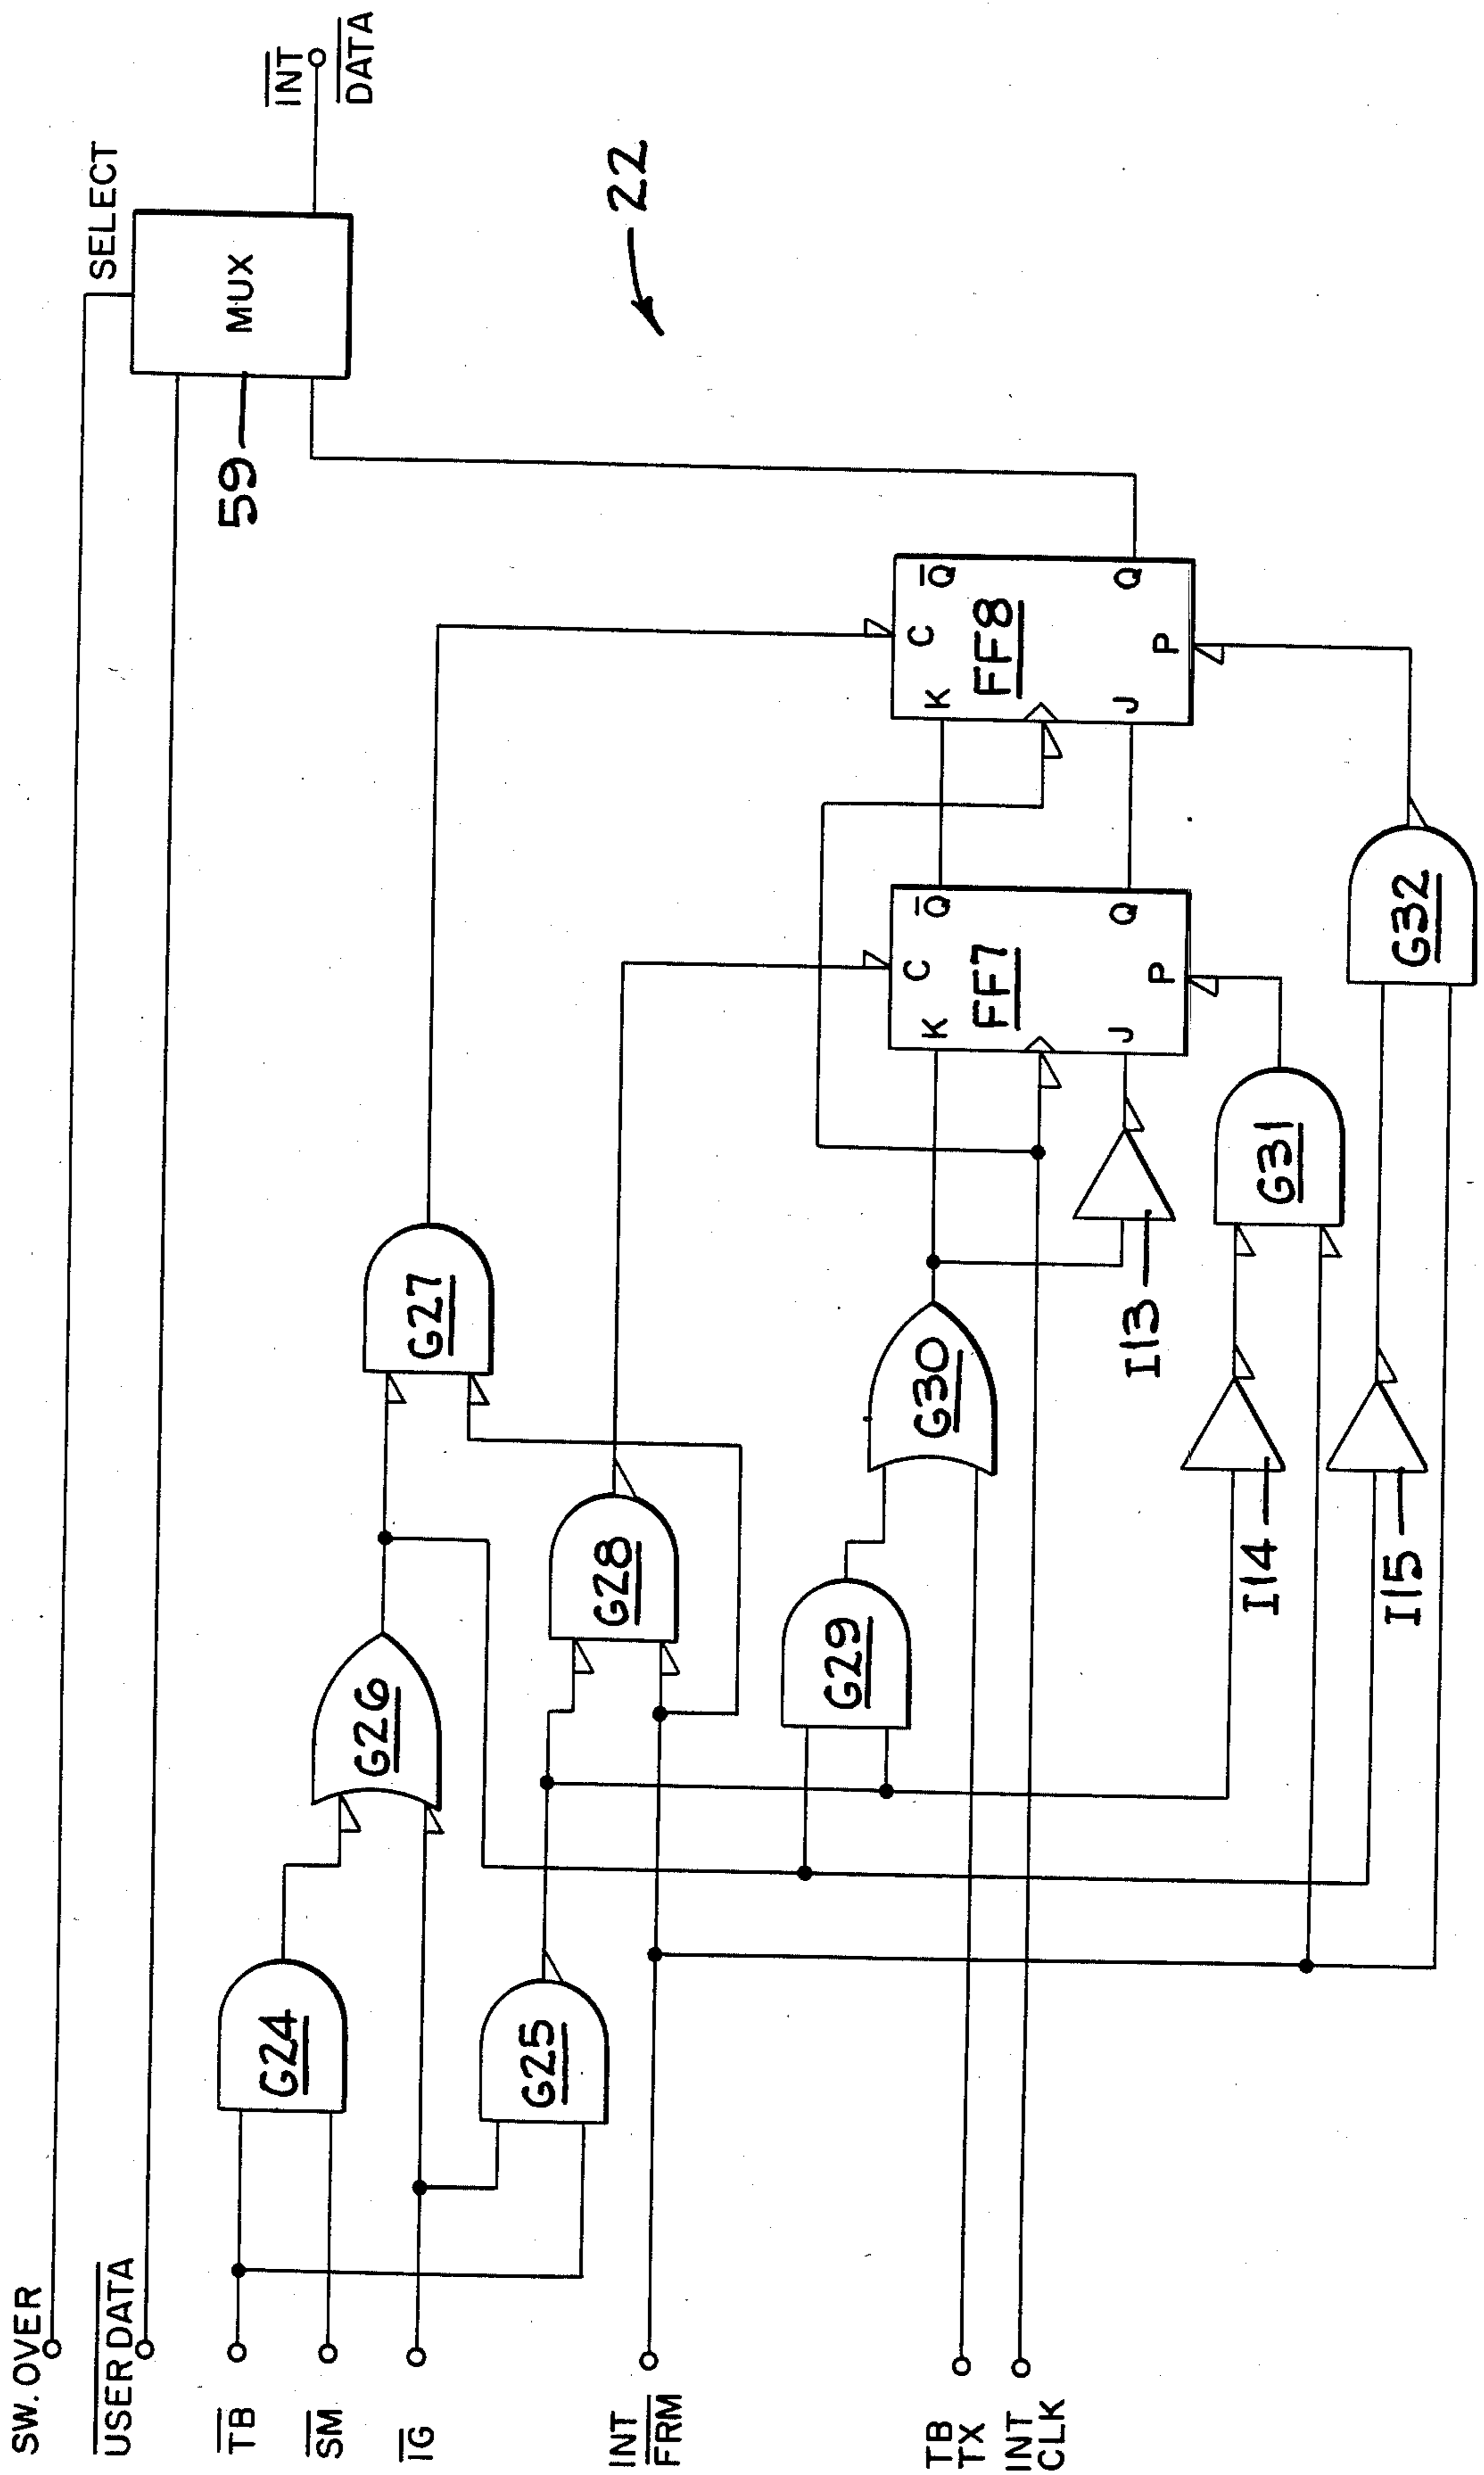 SW. OVER
USER DATA
TB
SM
IG
INT
FRM
TB
TX
INT
CLK
G24
G25
G26
G27
G28
G29
G30
I13
I14
I15
G31
G32
K
C
Q
FF7
J
P
Q
K
C
Q
FF8
J
P
Q
59
MUX
SELECT
INT
DATA
22